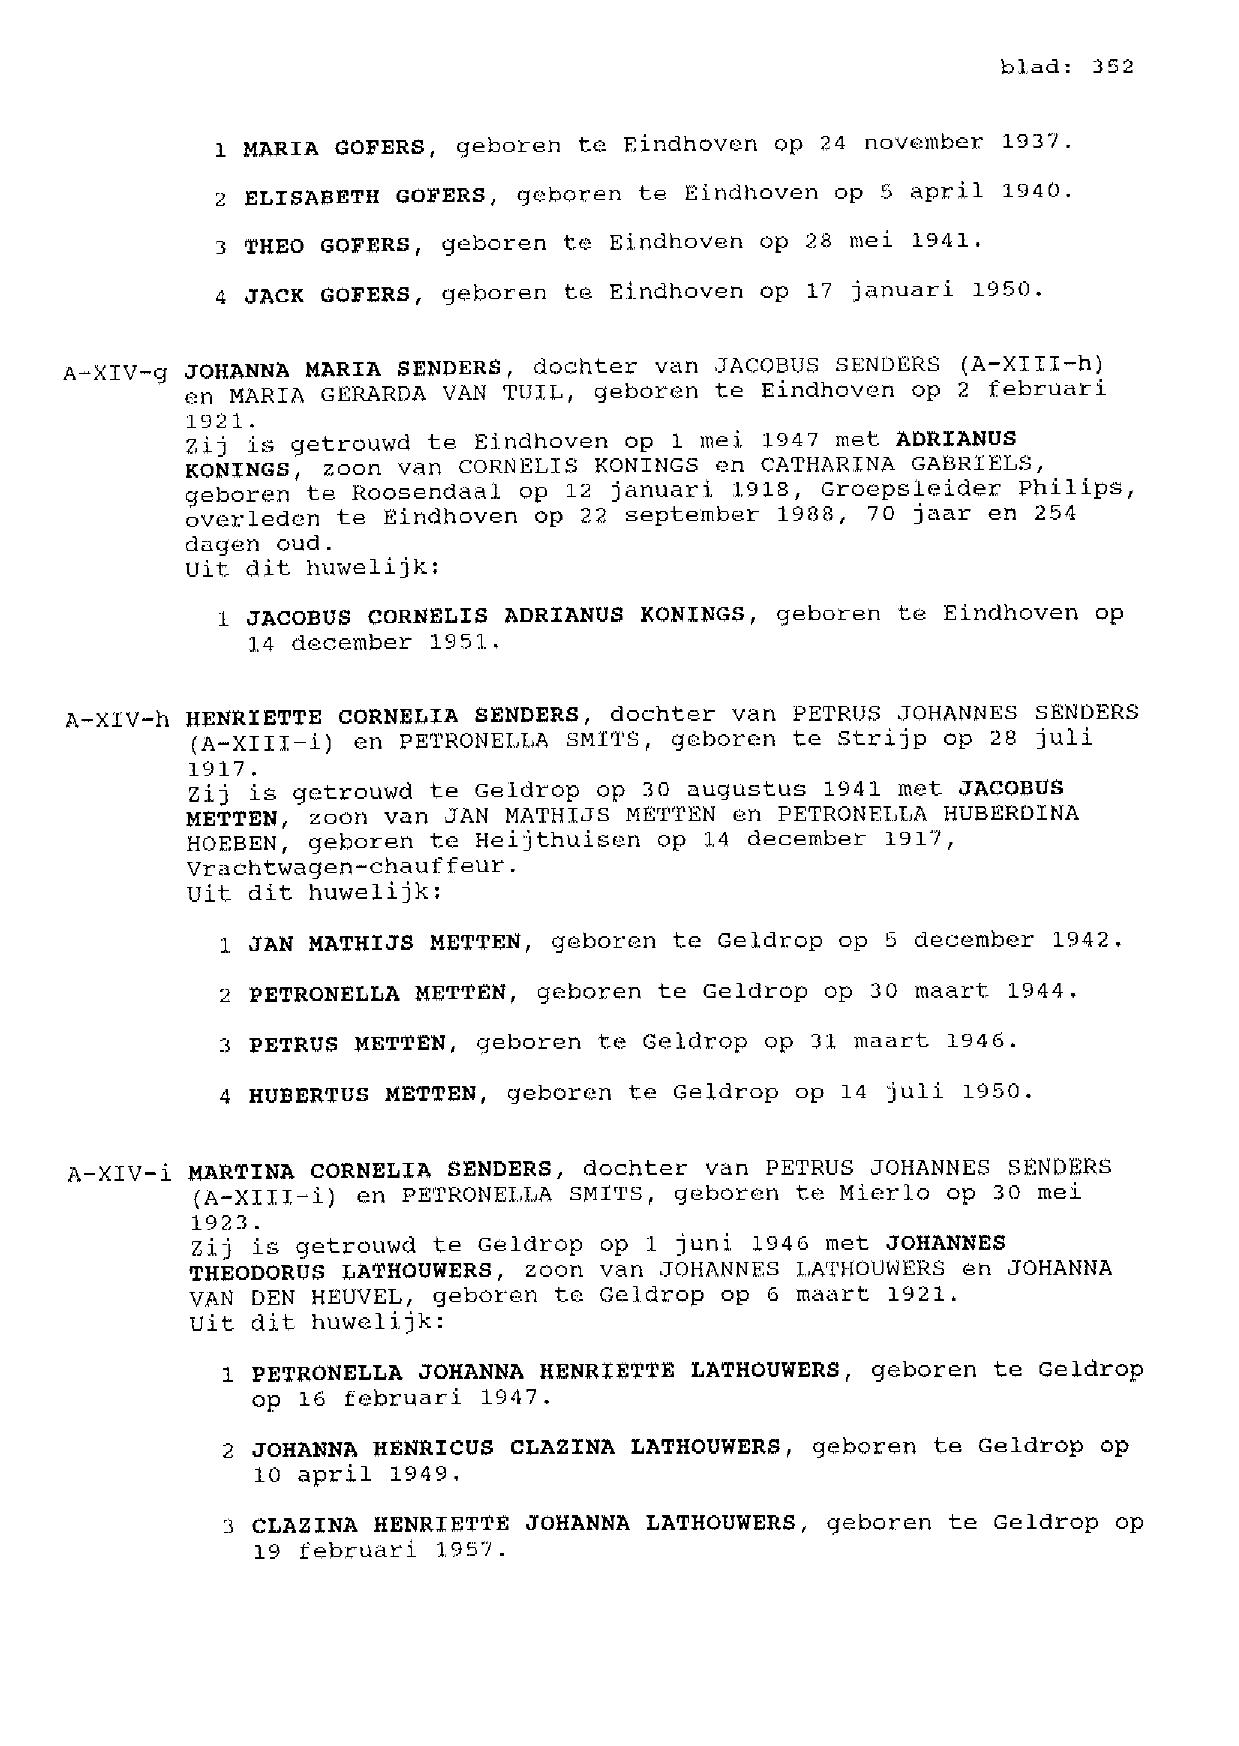 blad: 352
1 MARIA GOFERS, geboren te Eindhoven op 24 november 1937.
2 ELISABETH GOFERS, geboren te Eindhoven op 5 april 1940.
3 THEO GOFERS, geboren te Eindhoven op 28 mei 1941.
4 JACK GOFERS, geboren te Eindhoven op 17 januari 1950.
A-XIV-g JOHANNA MARIA SENDERS, dochter van JACOBUS SENDERS (A-XIII-h)
en MARIA GERARDA VAN TUIL, geboren te Eindhoven op 2 februari
1921.
Zij is getrouwd te Eindhoven op 1 mei 1947 met ADRIANUS
KONINGS, zoon van CORNELIS KONINGS en CATHARINA GABRIELS,
geboren te Roosendaal op 12 januari 1918, Groepsleider Philips,
overleden te Eindhoven op 22 september 1988, 70 jaar en 254
dagen oud.
Uit dit huwelijk:
1 JACOBUS CORNELIS ADRIANUS KONINGS, geboren te Eindhoven op
14 december 1951.
A-XIV-h HENRIETTE CORNELIA SENDERS, dochter van PETRUS JOHANNES SENDERS
(A-XIII-i) en PETRONELLA SMITS, geboren te Strijp op 28 juli
1917.
Zij is getrouwd te Geldrop op 30 augustus 1941 met JACOBUS
METTEN, zoon van JAN MATHIJS METTEN en PETRONELLA HUBERDINA
HOEBEN, geboren te Heijthuisen op 14 december 1917,
Vrachtwagen-chauffeur.
Uit dit huwelijk:
1 JAN MATHIJS METTEN, geboren te Geldrop op 5 december 1942.
2 PETRONELLA METTEN, geboren te Geldrop op 30 maart 1944.
3 PETRUS METTEN, geboren te Geldrop op 31 maart 1946.
4 HUBERTUS METTEN, geboren te Geldrop op 14 juli 1950.
A-XIV-i MARTINA CORNELIA SENDERS, dochter van PETRUS JOHANNES SENDERS
(A-XIII-i) en PETRONELLA SMITS, geboren te Mierlo op 30 mei
1923.
Zij is getrouwd te Geldrop op 1 juni 1946 met JOHANNES
THEODORUS LATHOUWERS, zoon van JOHANNES LATHOUWERS en JOHANNA
VAN DEN HEUVEL, geboren te Geldrop op 6 maart 1921.
Uit dit huwelijk:
1 PETRONELLA JOHANNA HENRIETTE LATHOUWERS, geboren te Geldrop
op 16 februari 1947.
2 JOHANNA HENRICUS CLAZINA LATHOUWERS, geboren te Geldrop op
10 april 1949.
3 CLAZINA HENRIETTE JOHANNA LATHOUWERS, geboren te Geldrop op
19 februari 1957.